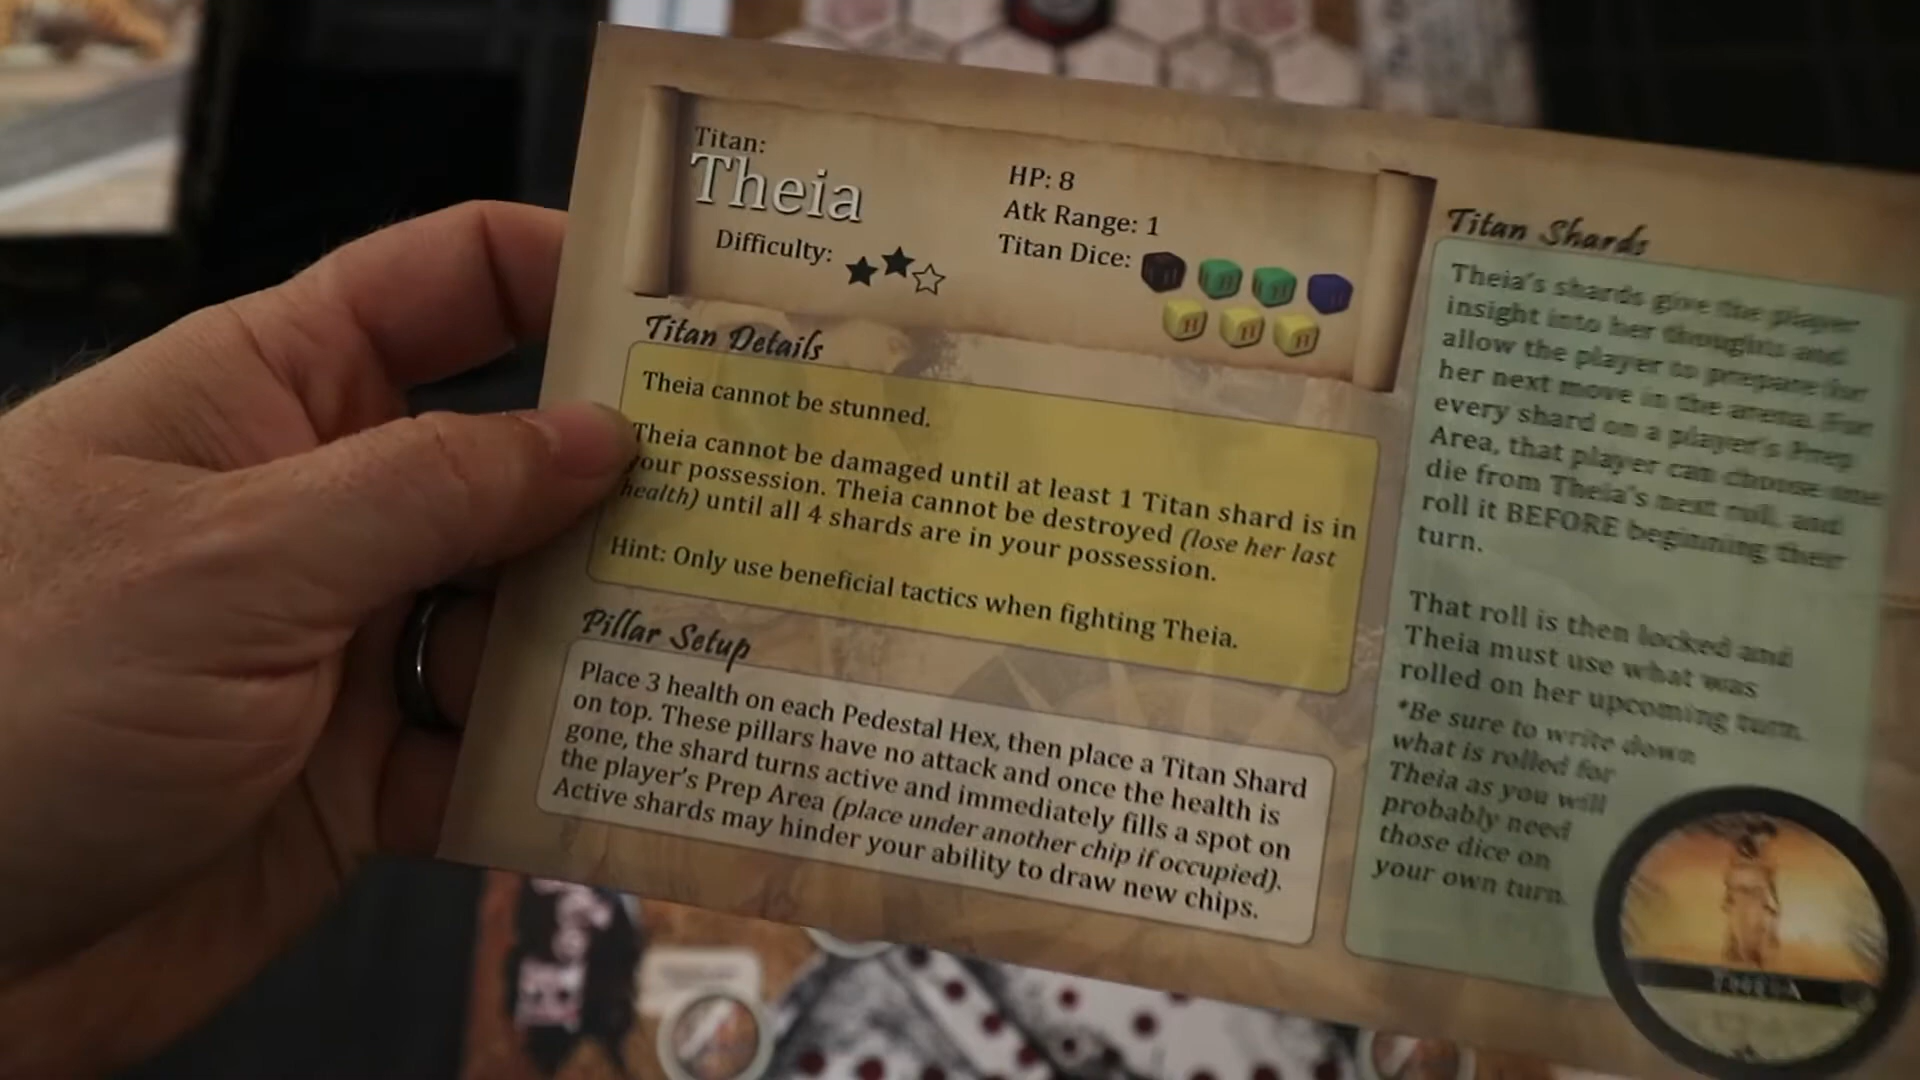 Titan:
Theia
Difficulty:
HP: 8
Atk Range: 1
Titan Dice:
Titan Details
Theia cannot be stunned.
Theia cannot be damaged until at least 1 Titan shard is in
your possession. Theia cannot be destroyed (lose her last
health) until all 4 shards are in your possession.
Hint: Only use beneficial tactics when fighting Theia.
Pillar Setup
Place 3 health on each Pedestal Hex, then place a Titan Shard
on top. These pillars have no attack and once the health is
gone, the shard turns active and immediately fills a spot on
the player's Prep Area (place under another chip if occupied).
Active shards may hinder your ability to draw new chips.
Titan Shards
Theia's shards give the player
insight into her thoughts and
allow the player to prepare for
her next move in the arena. For
every shard on a player's Prep
Area, that player can choose one
die from Theia's next roll, and
roll it BEFORE beginning their
turn.
That roll is then locked and
Theia must use what was
rolled on her upcoming turn.
*Be sure to write down
what is rolled for
Theia as you will
probably need
those dice on
your own turn.